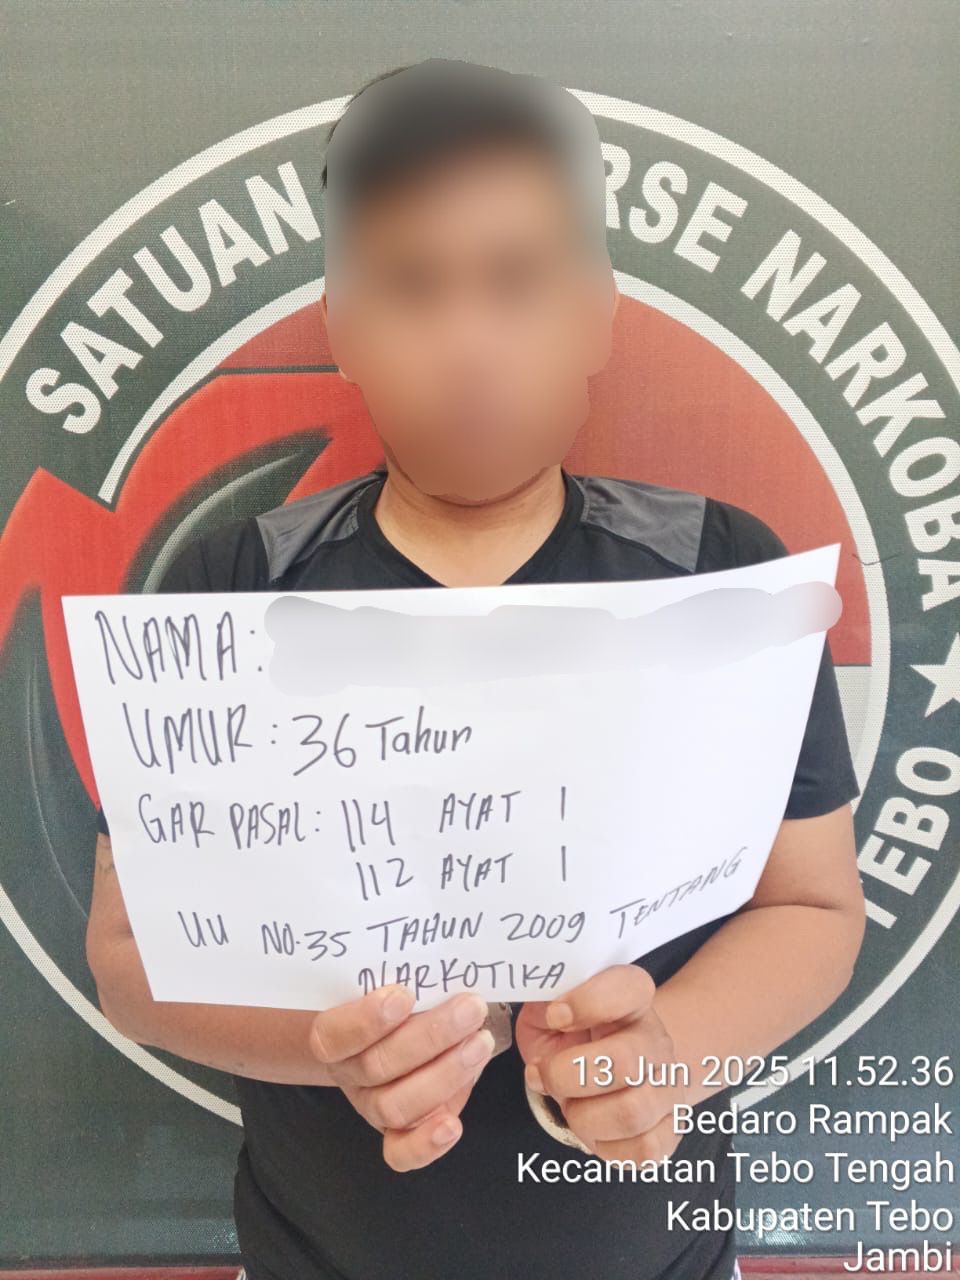 SATUAN RSE NARKOBA
TEBO
NAMA :
UMUR : 36 Tahun
GAR PASAL : 114 AYAT 1
112 AYAT 1
UU NO. 35 TAHUN 2009 TENTANG
NARKOTIKA
13 Jun 2025 11.52.36
Bedaro Rampak
Kecamatan Tebo Tengah
Kabupaten Tebo
Jambi